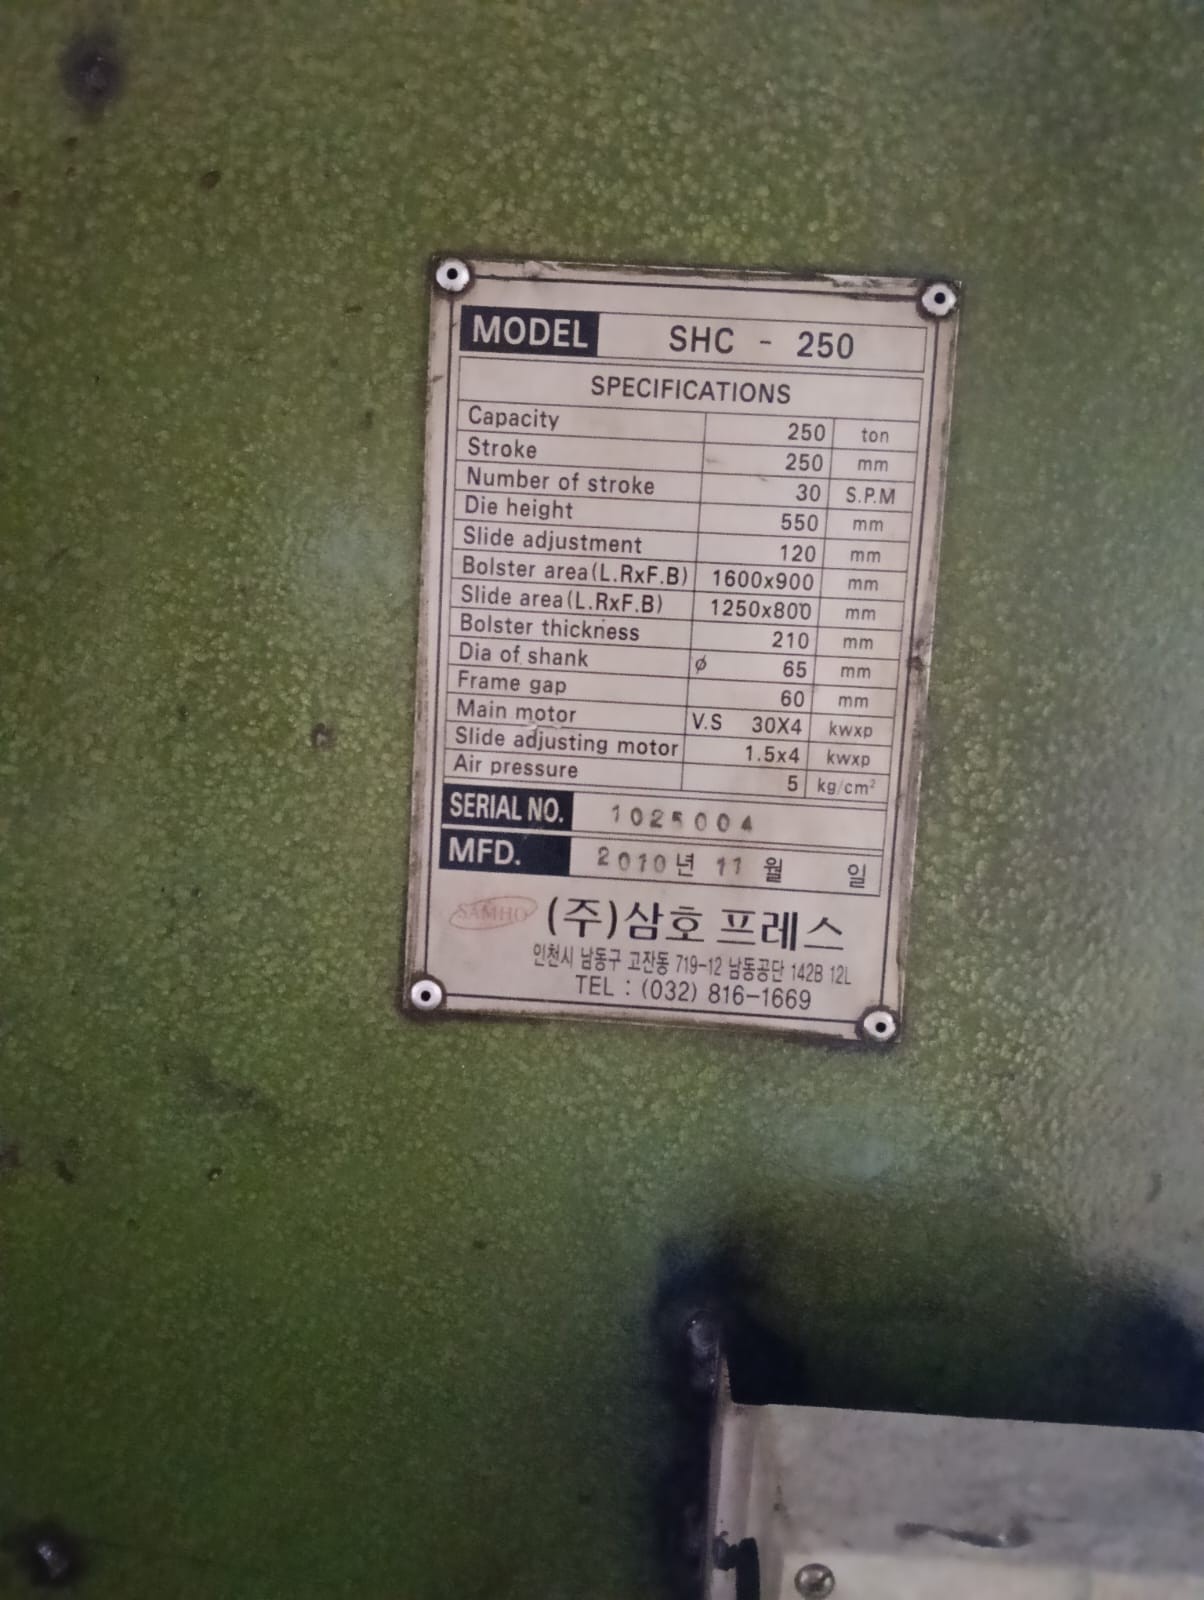 MODEL SHC - 250
SPECIFICATIONS
Capacity 250 ton
Stroke 250 mm
Number of stroke 30 S.P.M
Die height 550 mm
Slide adjustment 120 mm
Bolster area(L.RxF.B) 1600x900 mm
Slide area(L.RxF.B) 1250x800 mm
Bolster thickness 210 mm
Dia of shank ø 65 mm
Frame gap 60 mm
Main motor V.S 30X4 kwxp
Slide adjusting motor 1.5x4 kwxp
Air pressure 5 kg/cm²
SERIAL NO. 1025004
MFD. 2010년 11월 일
SAMHO (주)삼호 프레스
인천시 남동구 고잔동 719-12 남동공단 142B 12L
TEL : (032) 816-1669